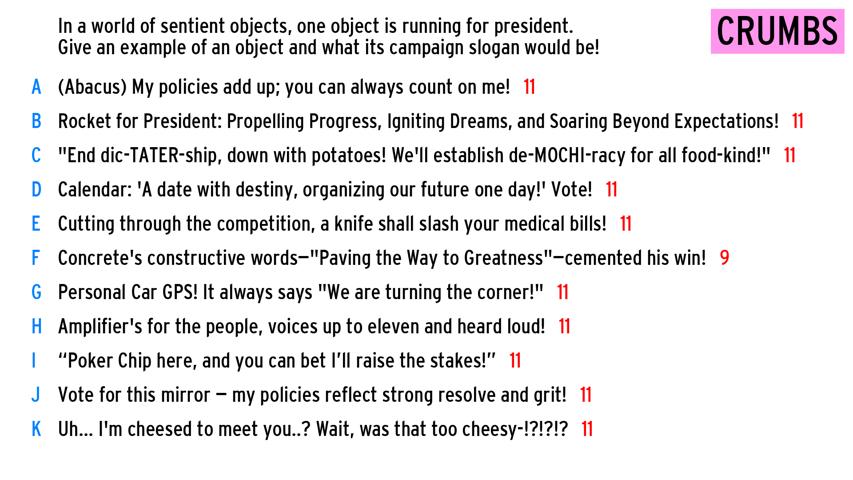 In a world of sentient objects, one object is running for president.
Give an example of an object and what its campaign slogan would be!
CRUMBS
A (Abacus) My policies add up; you can always count on me! 11
B Rocket for President: Propelling Progress, Igniting Dreams, and Soaring Beyond Expectations! 11
C "End dic-TATER-ship, down with potatoes! We'll establish de-MOCHI-racy for all food-kind!" 11
D Calendar: 'A date with destiny, organizing our future one day!' Vote! 11
E Cutting through the competition, a knife shall slash your medical bills! 11
F Concrete's constructive words—"Paving the Way to Greatness"—cemented his win! 9
G Personal Car GPS! It always says "We are turning the corner!" 11
H Amplifier's for the people, voices up to eleven and heard loud! 11
I “Poker Chip here, and you can bet I’ll raise the stakes!” 11
J Vote for this mirror – my policies reflect strong resolve and grit! 11
K Uh... I'm cheesed to meet you..? Wait, was that too cheesy-!?!?!? 11